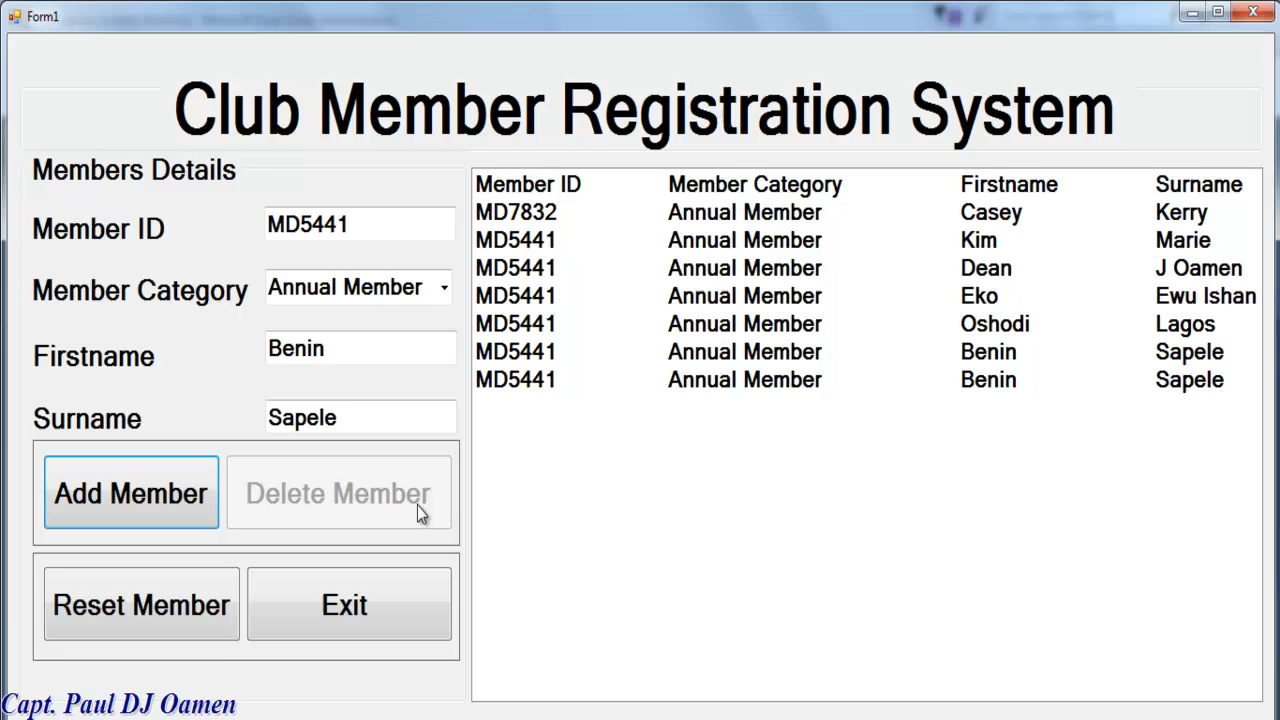 Form1
Club Member Registration System
Members Details
Member ID MD5441
Member Category Annual Member
Firstname Benin
Surname Sapele
Add Member Delete Member
Reset Member Exit
Member ID Member Category Firstname Surname
MD7832 Annual Member Casey Kerry
MD5441 Annual Member Kim Marie
MD5441 Annual Member Dean J Oamen
MD5441 Annual Member Eko Ewu Ishan
MD5441 Annual Member Oshodi Lagos
MD5441 Annual Member Benin Sapele
MD5441 Annual Member Benin Sapele
Capt. Paul DJ Oamen